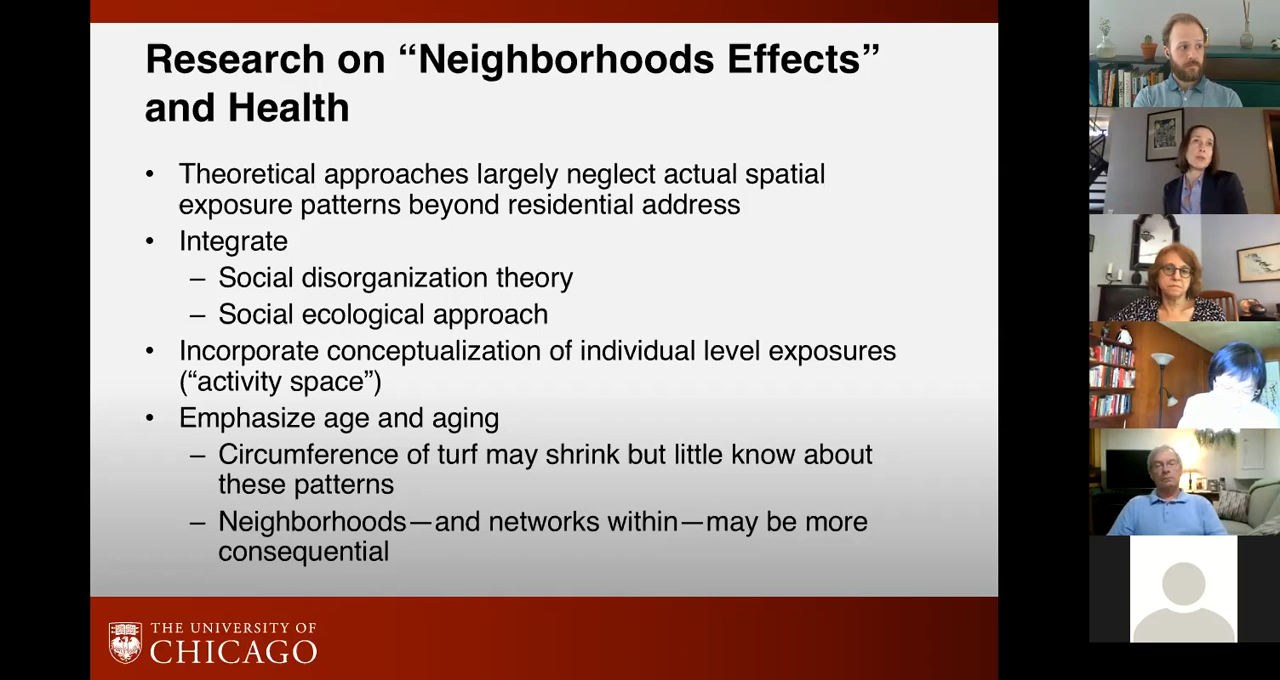 Research on “Neighborhoods Effects”
and Health
• Theoretical approaches largely neglect actual spatial
exposure patterns beyond residential address
• Integrate
– Social disorganization theory
– Social ecological approach
• Incorporate conceptualization of individual level exposures
(“activity space”)
• Emphasize age and aging
– Circumference of turf may shrink but little know about
these patterns
– Neighborhoods—and networks within—may be more
consequential
THE UNIVERSITY OF
CHICAGO